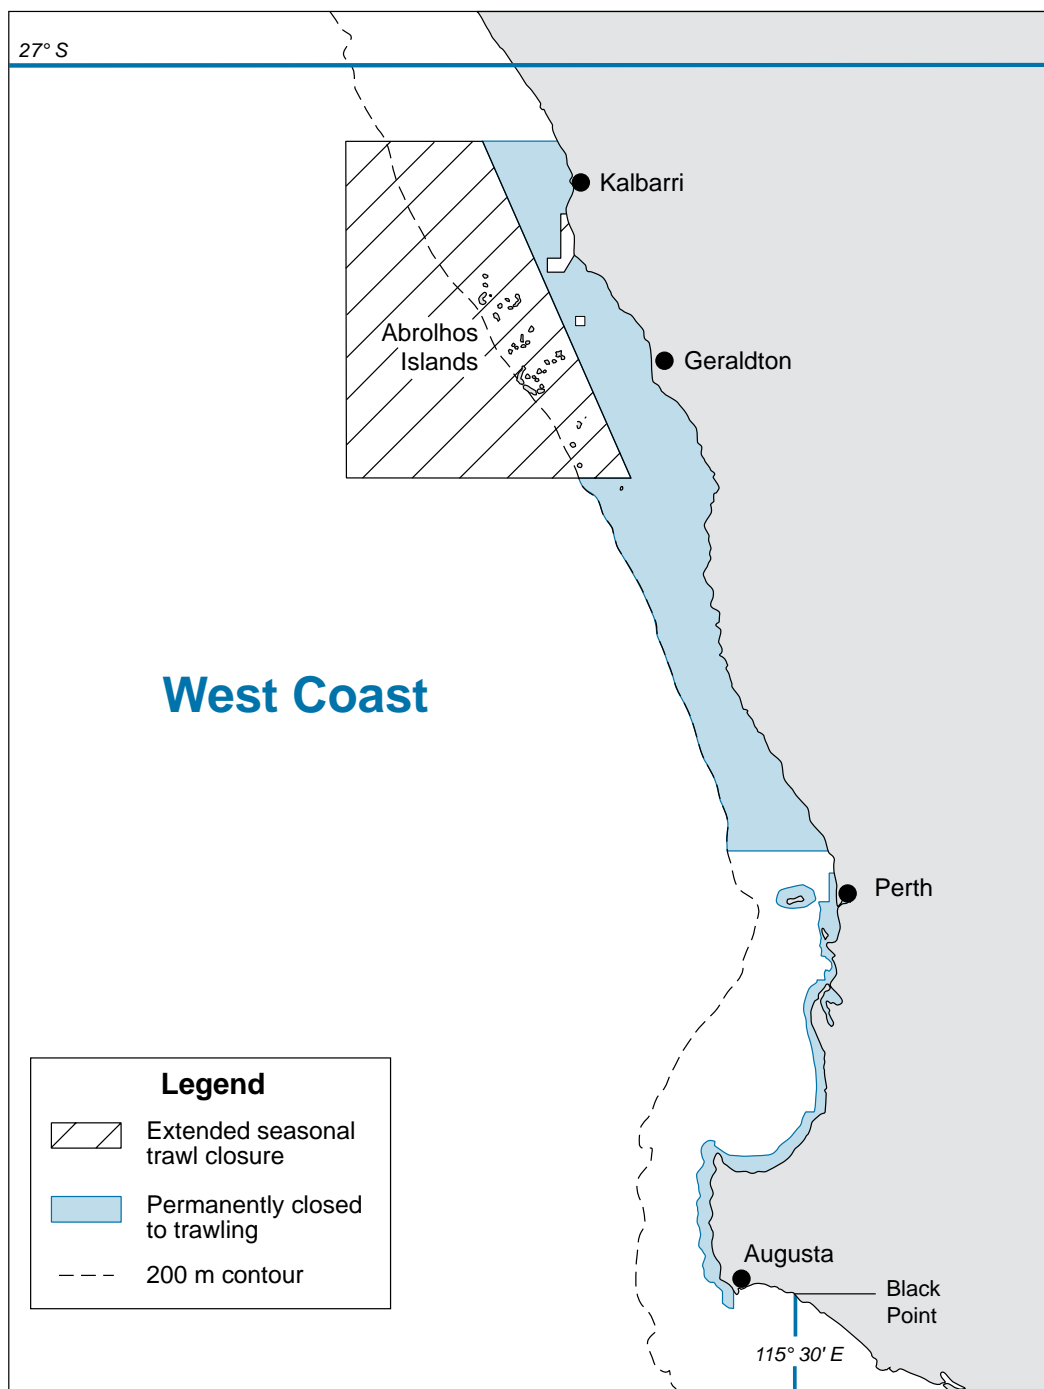 27° S
Kalbarri
Abrolhos
Islands
Geraldton
West Coast
Perth
Legend
Extended seasonal
trawl closure
Permanently closed
to trawling
200 m contour
Augusta
Black
Point
115° 30' E